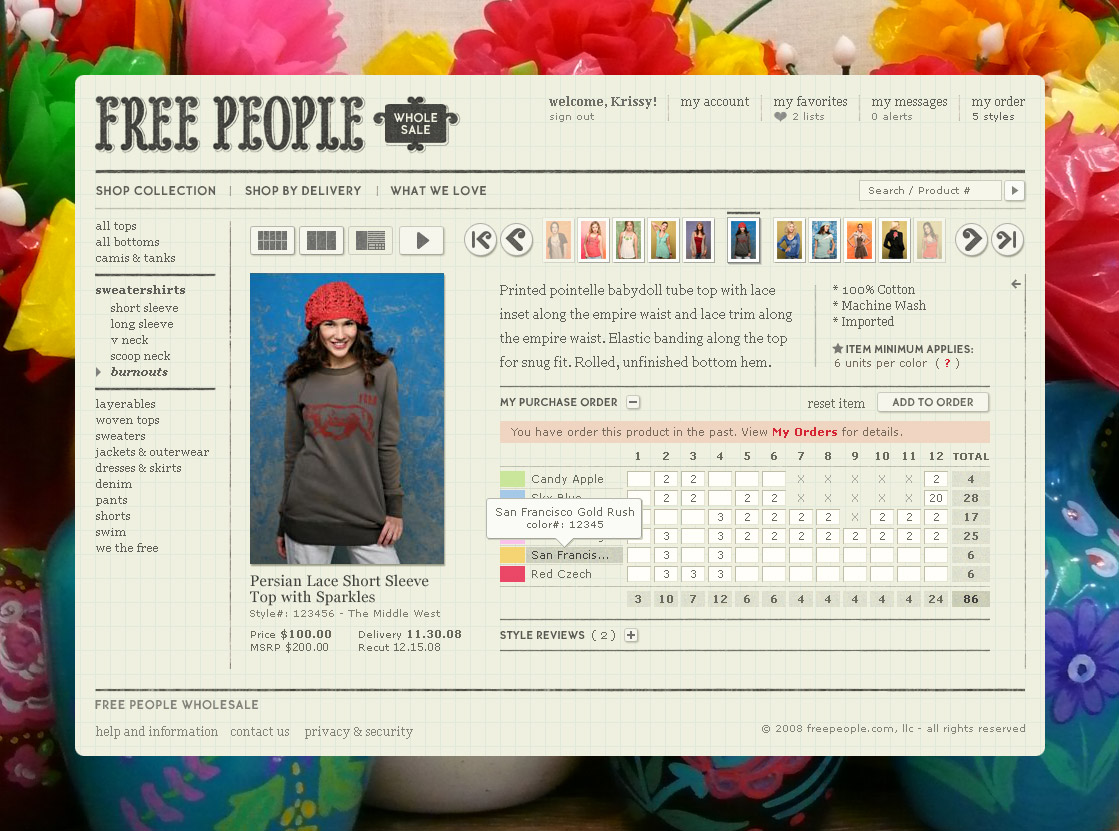 FREE PEOPLE
WHOLE
SALE
welcome, Krissy!
sign out
my account
my favorites
2 lists
my messages
0 alerts
my order
5 styles
SHOP COLLECTION
SHOP BY DELIVERY
WHAT WE LOVE
Search / Product #
all tops
all bottoms
camis & tanks
sweatershirts
short sleeve
long sleeve
v neck
scoop neck
burnouts
layerables
woven tops
sweaters
jackets & outerwear
dresses & skirts
denim
pants
shorts
swim
we the free
Persian Lace Short Sleeve
Top with Sparkles
Style#: 123456 - The Middle West
Price $100.00
MSRP $200.00
Delivery 11.30.08
Recut 12.15.08
Printed pointelle babydoll tube top with lace
inset along the empire waist and lace trim along
the empire waist. Elastic banding along the top
for snug fit. Rolled, unfinished bottom hem.
* 100% Cotton
* Machine Wash
* Imported
ITEM MINIMUM APPLIES:
6 units per color ( ? )
MY PURCHASE ORDER
reset item
ADD TO ORDER
You have order this product in the past. View My Orders for details.
1 2 3 4 5 6 7 8 9 10 11 12 TOTAL
Candy Apple 2 2 X X X X X 2 4
Sky Blue 2 2 2 2 X X X X X 20 28
San Francisco Gold Rush
color#: 12345
3 2 2 2 2 X 2 2 2 17
3 3 2 2 2 2 2 2 2 2 25
San Francis... 3 3 6
Red Czech 3 3 3 6
3 10 7 12 6 6 4 4 4 4 4 24 86
STYLE REVIEWS ( 2 )
FREE PEOPLE WHOLESALE
help and information
contact us
privacy & security
© 2008 freepeople.com, llc - all rights reserved